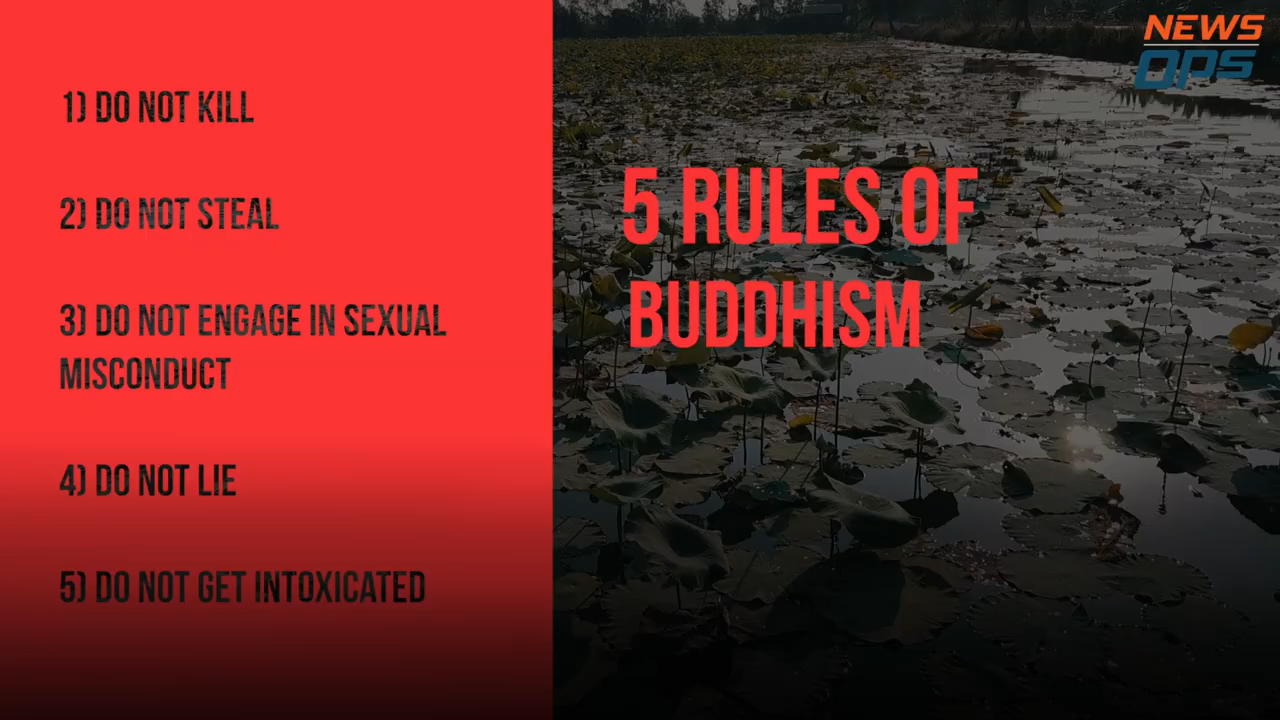 1) DO NOT KILL
2) DO NOT STEAL
3) DO NOT ENGAGE IN SEXUAL
MISCONDUCT
4) DO NOT LIE
5) DO NOT GET INTOXICATED
NEWS
OPS
5 RULES OF
BUDDHISM